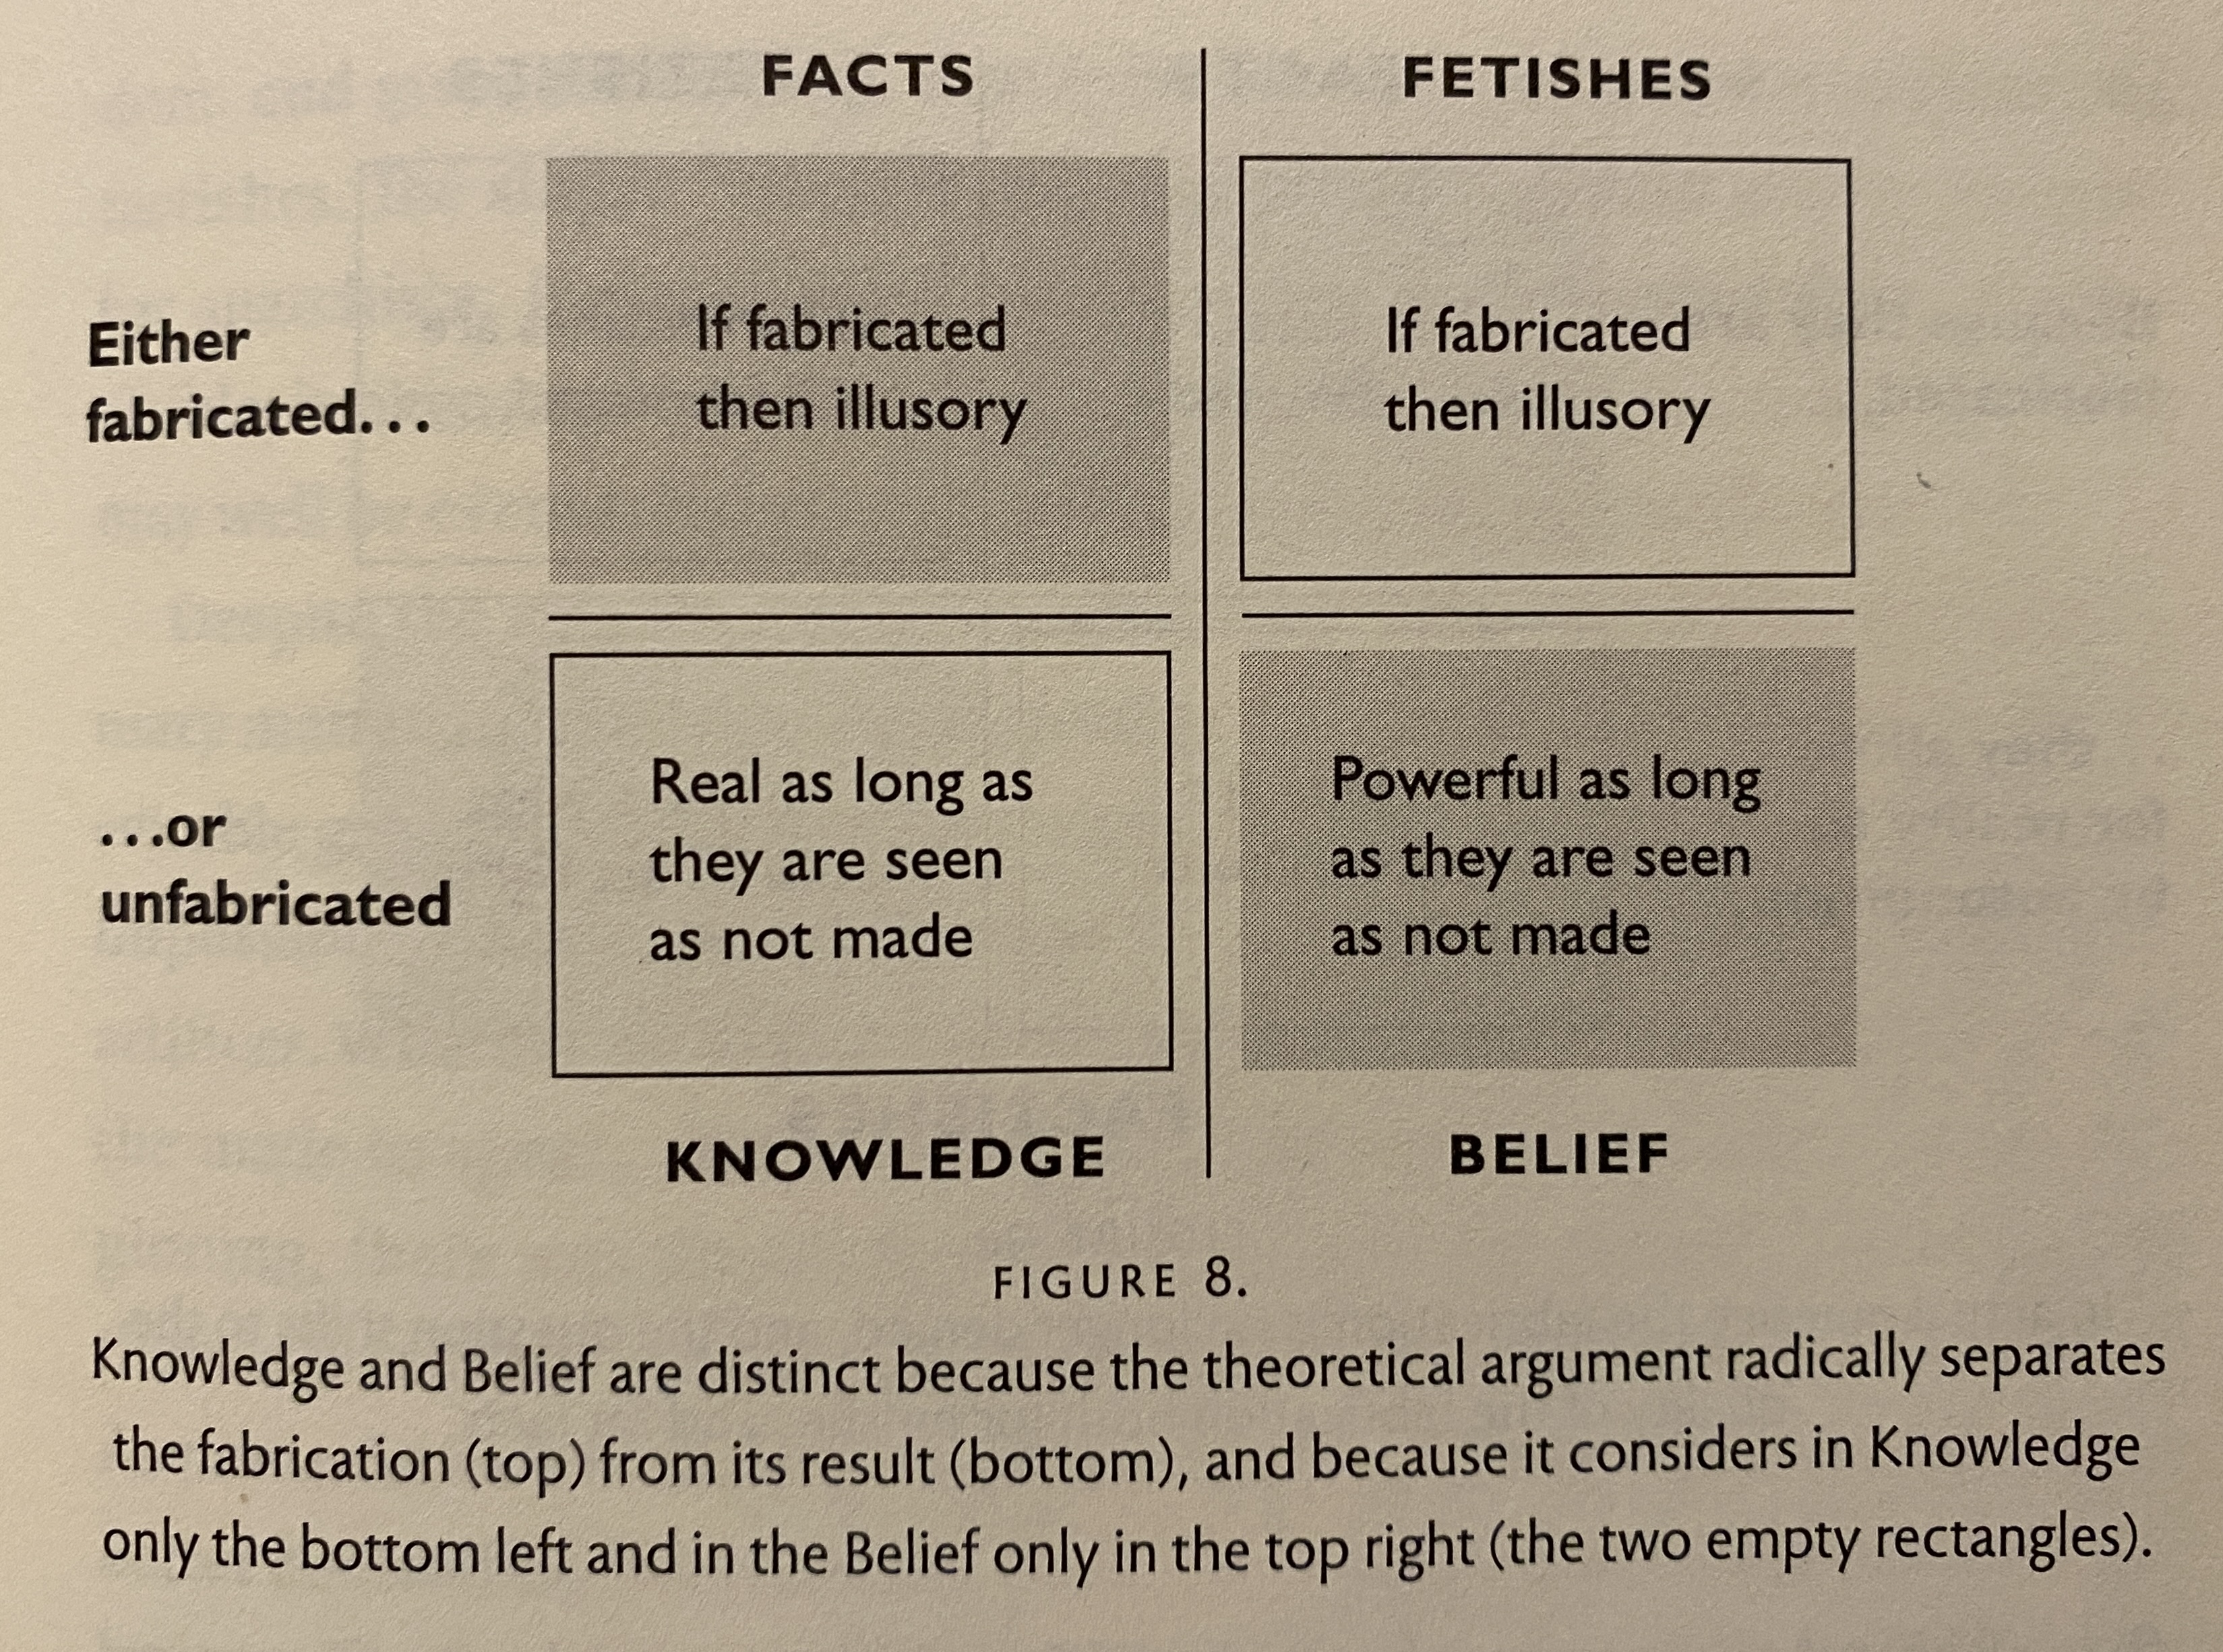 FACTS
FETISHES
Either
fabricated...
If fabricated
then illusory
If fabricated
then illusory
...or
unfabricated
Real as long as
they are seen
as not made
Powerful as long
as they are seen
as not made
KNOWLEDGE
BELIEF
FIGURE 8.
Knowledge and Belief are distinct because the theoretical argument radically separates
the fabrication (top) from its result (bottom), and because it considers in Knowledge
only the bottom left and in the Belief only in the top right (the two empty rectangles).